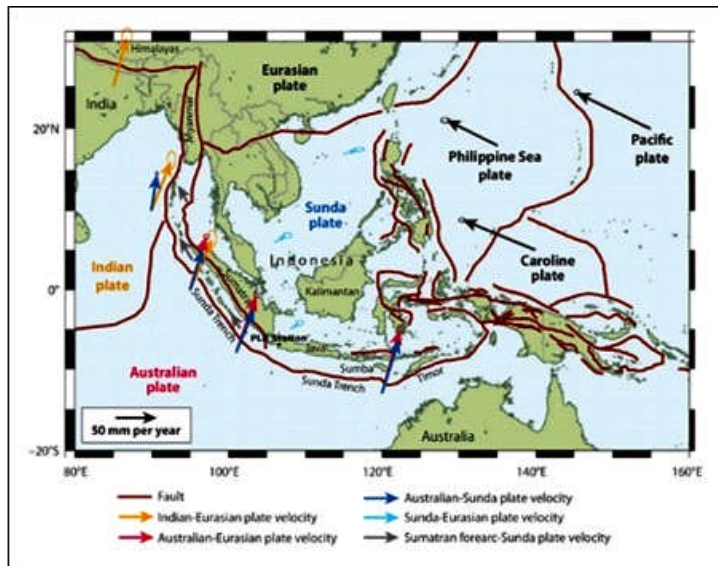 Himalayas
Eurasian
plate
India
Myanmar
20°N
Pacific
plate
Philippine Sea
plate
Sunda
plate
Caroline
plate
Indian
plate
Indonesia
Kalimantan
0°
Sumatra
Sunda Trench
Station
Java
Sumba
Timor
Sunda Trench
Australian
plate
50 mm per year
Australia
-20°S
80°E
100°E
120°E
140°E
160°E
Fault
Indian-Eurasian plate velocity
Australian-Eurasian plate velocity
Australian-Sunda plate velocity
Sunda-Eurasian plate velocity
Sumatran forearc-Sunda plate velocity